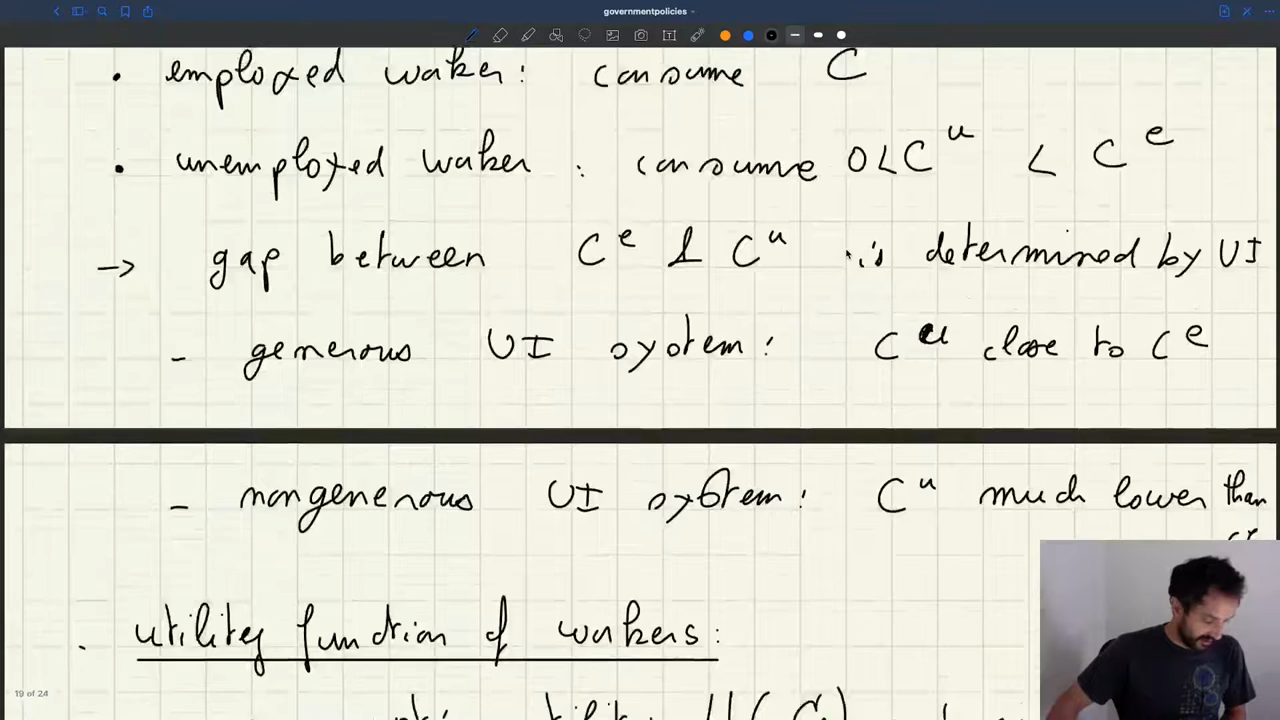 governmentpolicies
• employed worker: consume C
• unemployed worker: consume 0 < C^u < C^e
→ gap between C^e & C^u is determined by UI
- generous UI system: C^u close to C^e
- nongenerous UI system: C^u much lower than
utility function of workers:
19 of 24